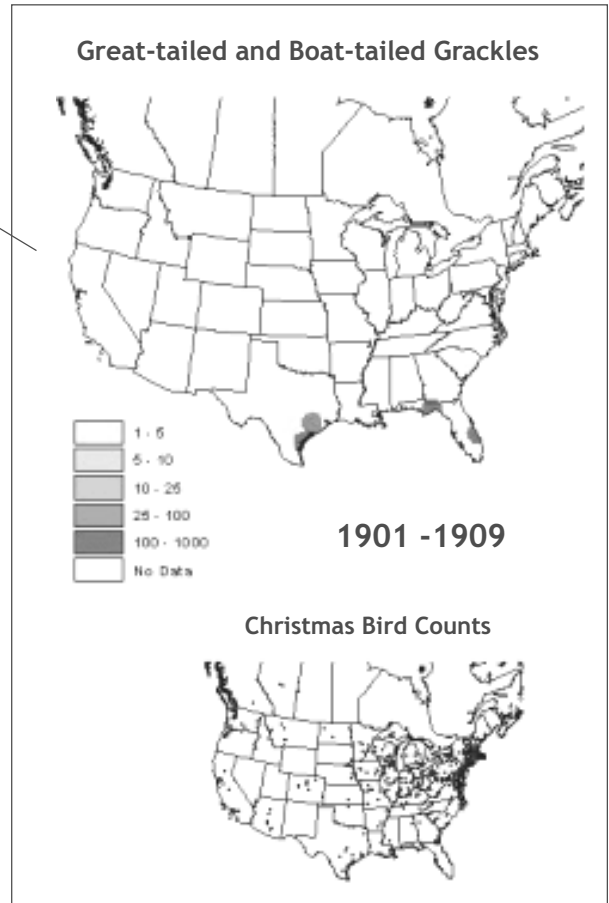 Great-tailed and Boat-tailed Grackles
1 - 5
5 - 10
10 - 25
25 - 100
100 - 1000
No Data
1901 -1909
Christmas Bird Counts